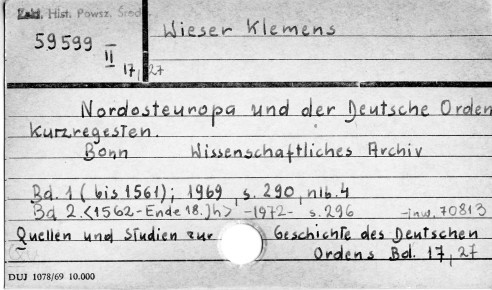 Zakł. Hist. Powsz. Śred
59599 II
17, 27
Wieser Klemens
Nordosteuropa und der Deutsche Orden
Kurzregesten.
Bonn Wissenschaftliches Archiv
Bd. 1 (bis 1561); 1969, s. 290, nlb. 4
Bd 2. <1562-Ende 18. Jh> -1972- s. 296 -inw. 70813
Quellen und Studien zur Geschichte des Deutschen
Ordens Bd. 17, 27
DUJ 1078/69 10.000